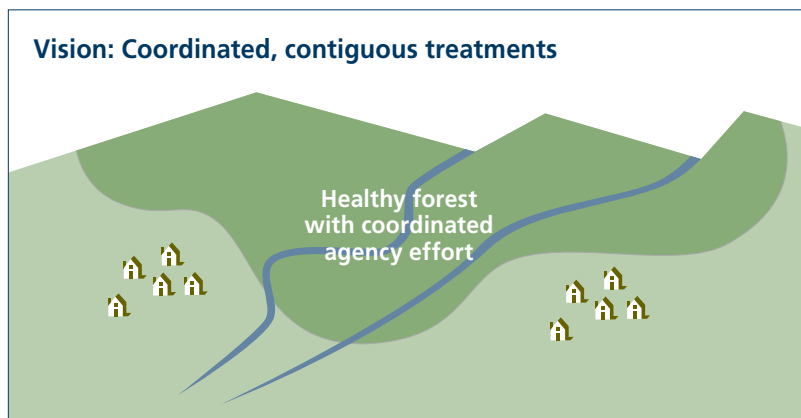 Vision: Coordinated, contiguous treatments
Healthy forest
with coordinated
agency effort